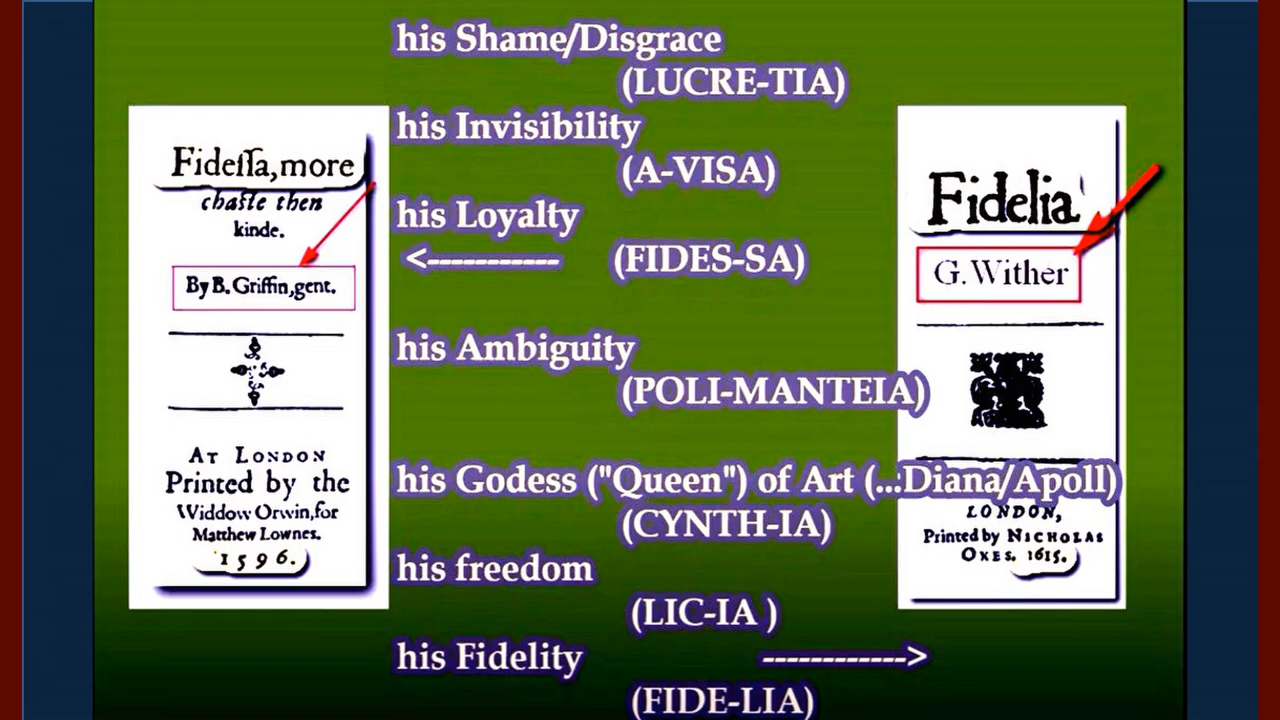 his Shame/Disgrace
(LUCRE-TIA)
his Invisibility
(A-VISA)
his Loyalty
<----------- (FIDES-SA)
his Ambiguity
(POLI-MANTEIA)
his Godess ("Queen") of Art (...Diana/Apoll)
(CYNTH-IA)
his freedom
(LIC-IA )
his Fidelity ------------>
(FIDE-LIA)
Fideſſa, more
chaſte then
kinde.
By B. Griffin, gent.
AT LONDON
Printed by the
Widdow Orwin, for
Matthew Lownes.
1596.
Fidelia
G. Wither
LONDON,
Printed by NICHOLAS
OKES. 1615.